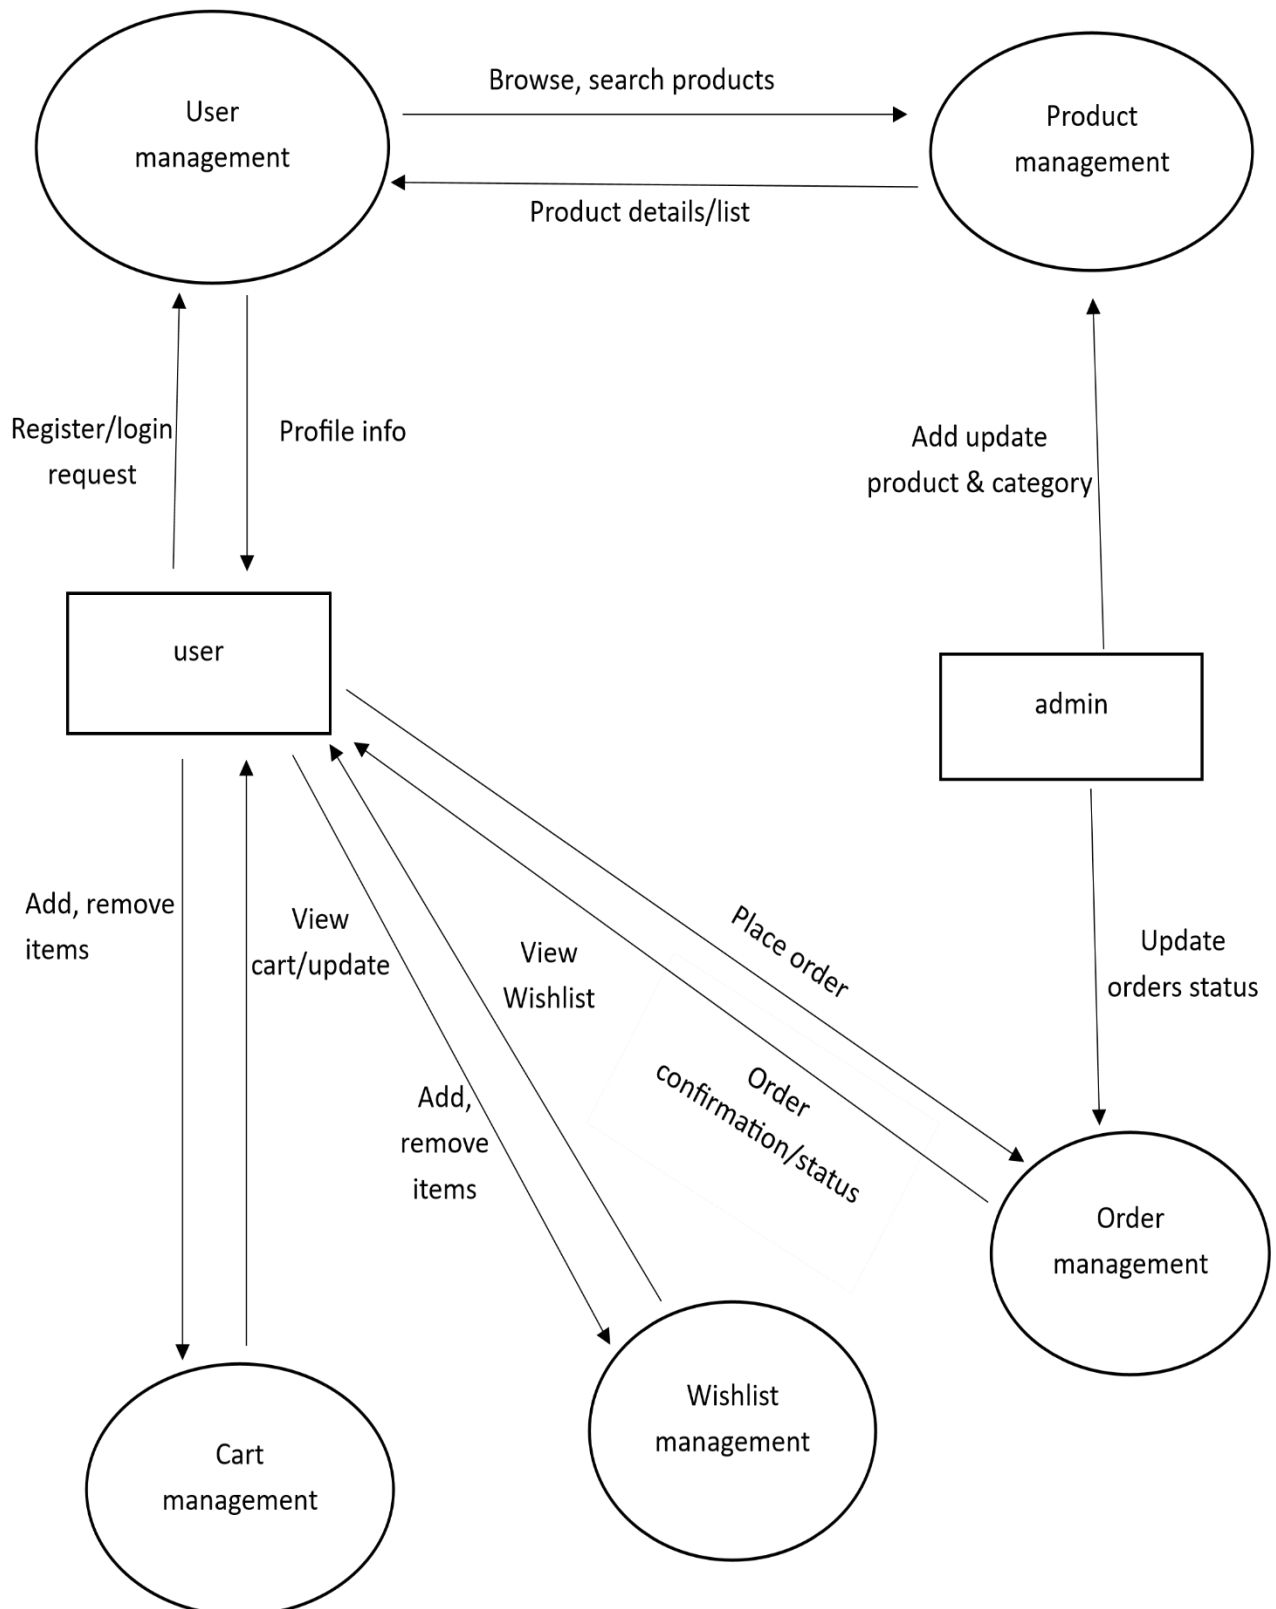 User
management
Browse, search products
Product
management
Product details/list
Register/login
request
Profile info
Add update
product & category
user
admin
Add, remove
items
View
cart/update
View
Wishlist
Place order
Update
orders status
Add,
remove
items
Order
confirmation/status
Order
management
Wishlist
management
Cart
management